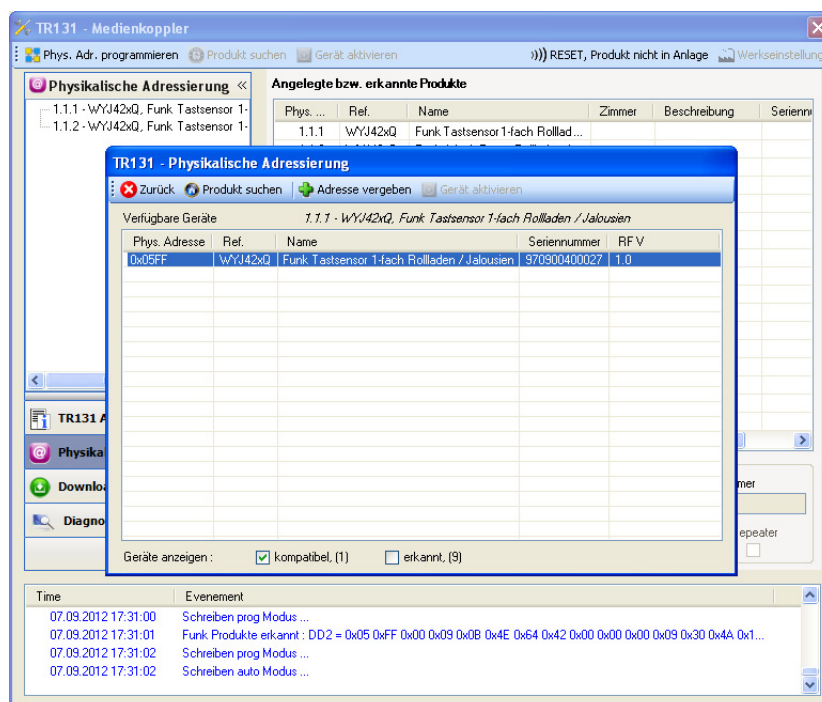 TR131 - Medienkoppler
Phys. Adr. programmieren Produkt suchen Gerät aktivieren ))) RESET, Produkt nicht in Anlage Werkseinstellung
Physikalische Adressierung «
1.1.1 - WYJ42xQ, Funk Tastsensor 1-
1.1.2 - WYJ42xQ, Funk Tastsensor 1-
Angelegte bzw. erkannte Produkte
Phys. ... Ref. Name Zimmer Beschreibung Seriennu
1.1.1 WYJ42xQ Funk Tastsensor 1-fach Rolllad...
TR131 - Physikalische Adressierung
Zurück Produkt suchen Adresse vergeben Gerät aktivieren
Verfügbare Geräte 1.1.1 - WYJ42xQ, Funk Tastsensor 1-fach Rollladen / Jalousien
Phys. Adresse Ref. Name Seriennummer RF V
0x05FF WYJ42xQ Funk Tastsensor 1-fach Rollladen / Jalousien 970900400027 1.0
Geräte anzeigen : kompatibel, (1) erkannt, (9)
TR131 A
Physika
Downloa
Diagno
mer
epeater
Time Evenement
07.09.2012 17:31:00 Schreiben prog Modus ...
07.09.2012 17:31:01 Funk Produkte erkannt : DD2 = 0x05 0xFF 0x00 0x09 0x0B 0x4E 0x64 0x42 0x00 0x00 0x00 0x09 0x30 0x4A 0x1...
07.09.2012 17:31:02 Schreiben prog Modus ...
07.09.2012 17:31:02 Schreiben auto Modus ...